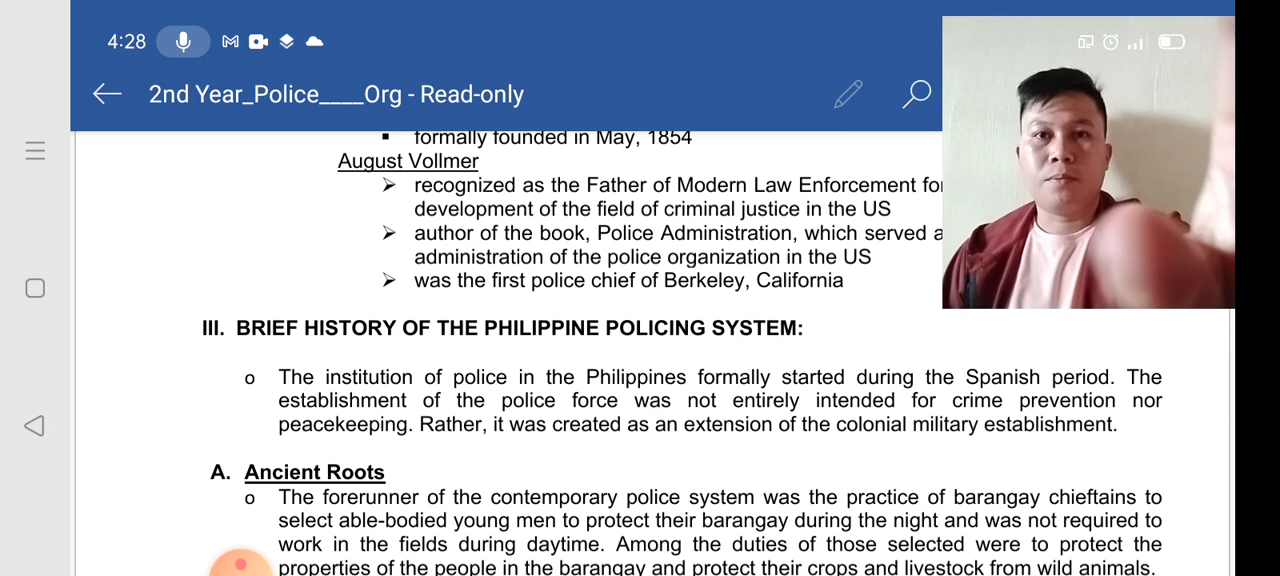 4:28
2nd Year_Police____Org - Read-only
formally founded in May, 1854
August Vollmer
➢ recognized as the Father of Modern Law Enforcement for
development of the field of criminal justice in the US
➢ author of the book, Police Administration, which served a
administration of the police organization in the US
➢ was the first police chief of Berkeley, California
III. BRIEF HISTORY OF THE PHILIPPINE POLICING SYSTEM:
o The institution of police in the Philippines formally started during the Spanish period. The
establishment of the police force was not entirely intended for crime prevention nor
peacekeeping. Rather, it was created as an extension of the colonial military establishment.
A. Ancient Roots
o The forerunner of the contemporary police system was the practice of barangay chieftains to
select able-bodied young men to protect their barangay during the night and was not required to
work in the fields during daytime. Among the duties of those selected were to protect the
properties of the people in the barangay and protect their crops and livestock from wild animals.